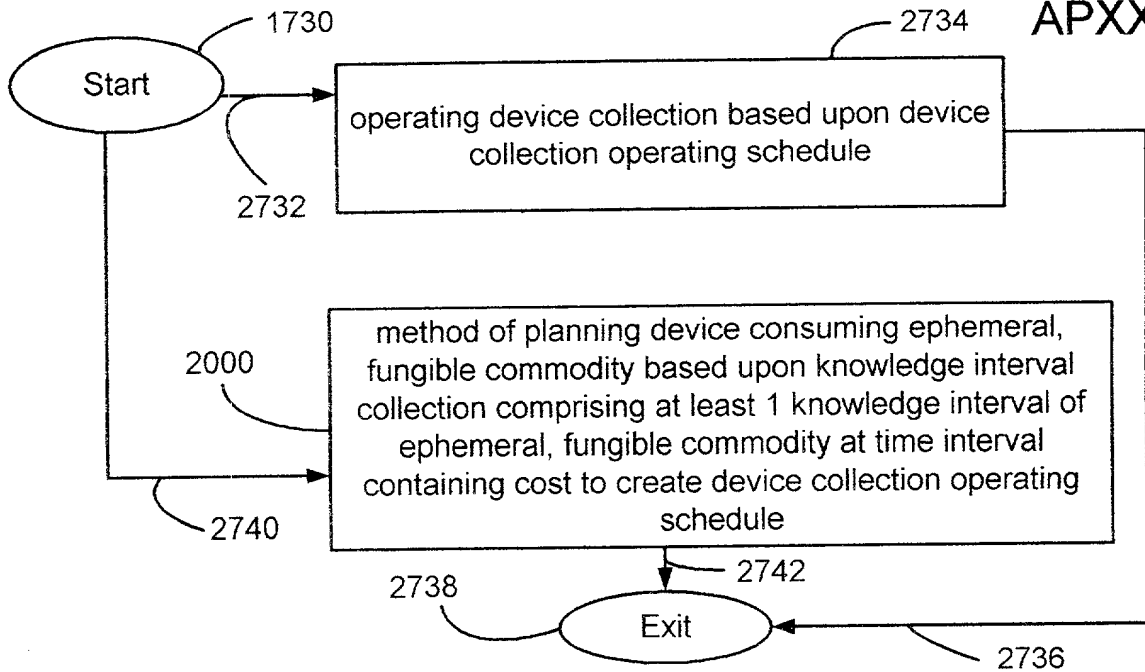 1730
APXX
Start
2734
operating device collection based upon device
collection operating schedule
2732
2000
method of planning device consuming ephemeral,
fungible commodity based upon knowledge interval
collection comprising at least 1 knowledge interval of
ephemeral, fungible commodity at time interval
containing cost to create device collection operating
schedule
2740
2742
2738
Exit
2736